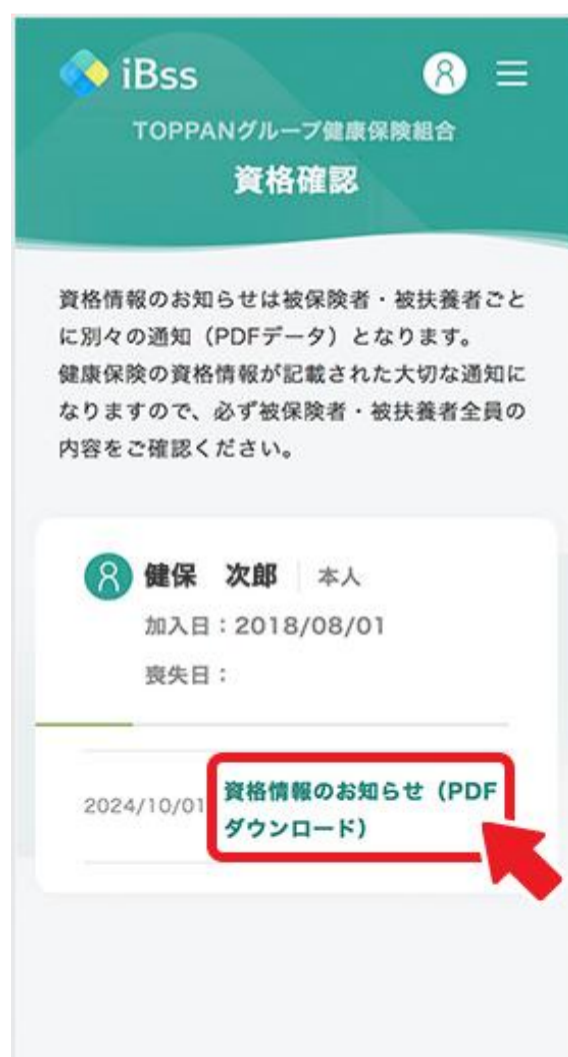 iBss
TOPPANグループ健康保険組合
資格確認
資格情報のお知らせは被保険者・被扶養者ごと
に別々の通知（PDFデータ）となります。
健康保険の資格情報が記載された大切な通知に
なりますので、必ず被保険者・被扶養者全員の
内容をご確認ください。
健保　次郎 本人
加入日：2018/08/01
喪失日：
2024/10/01 資格情報のお知らせ（PDF
ダウンロード）